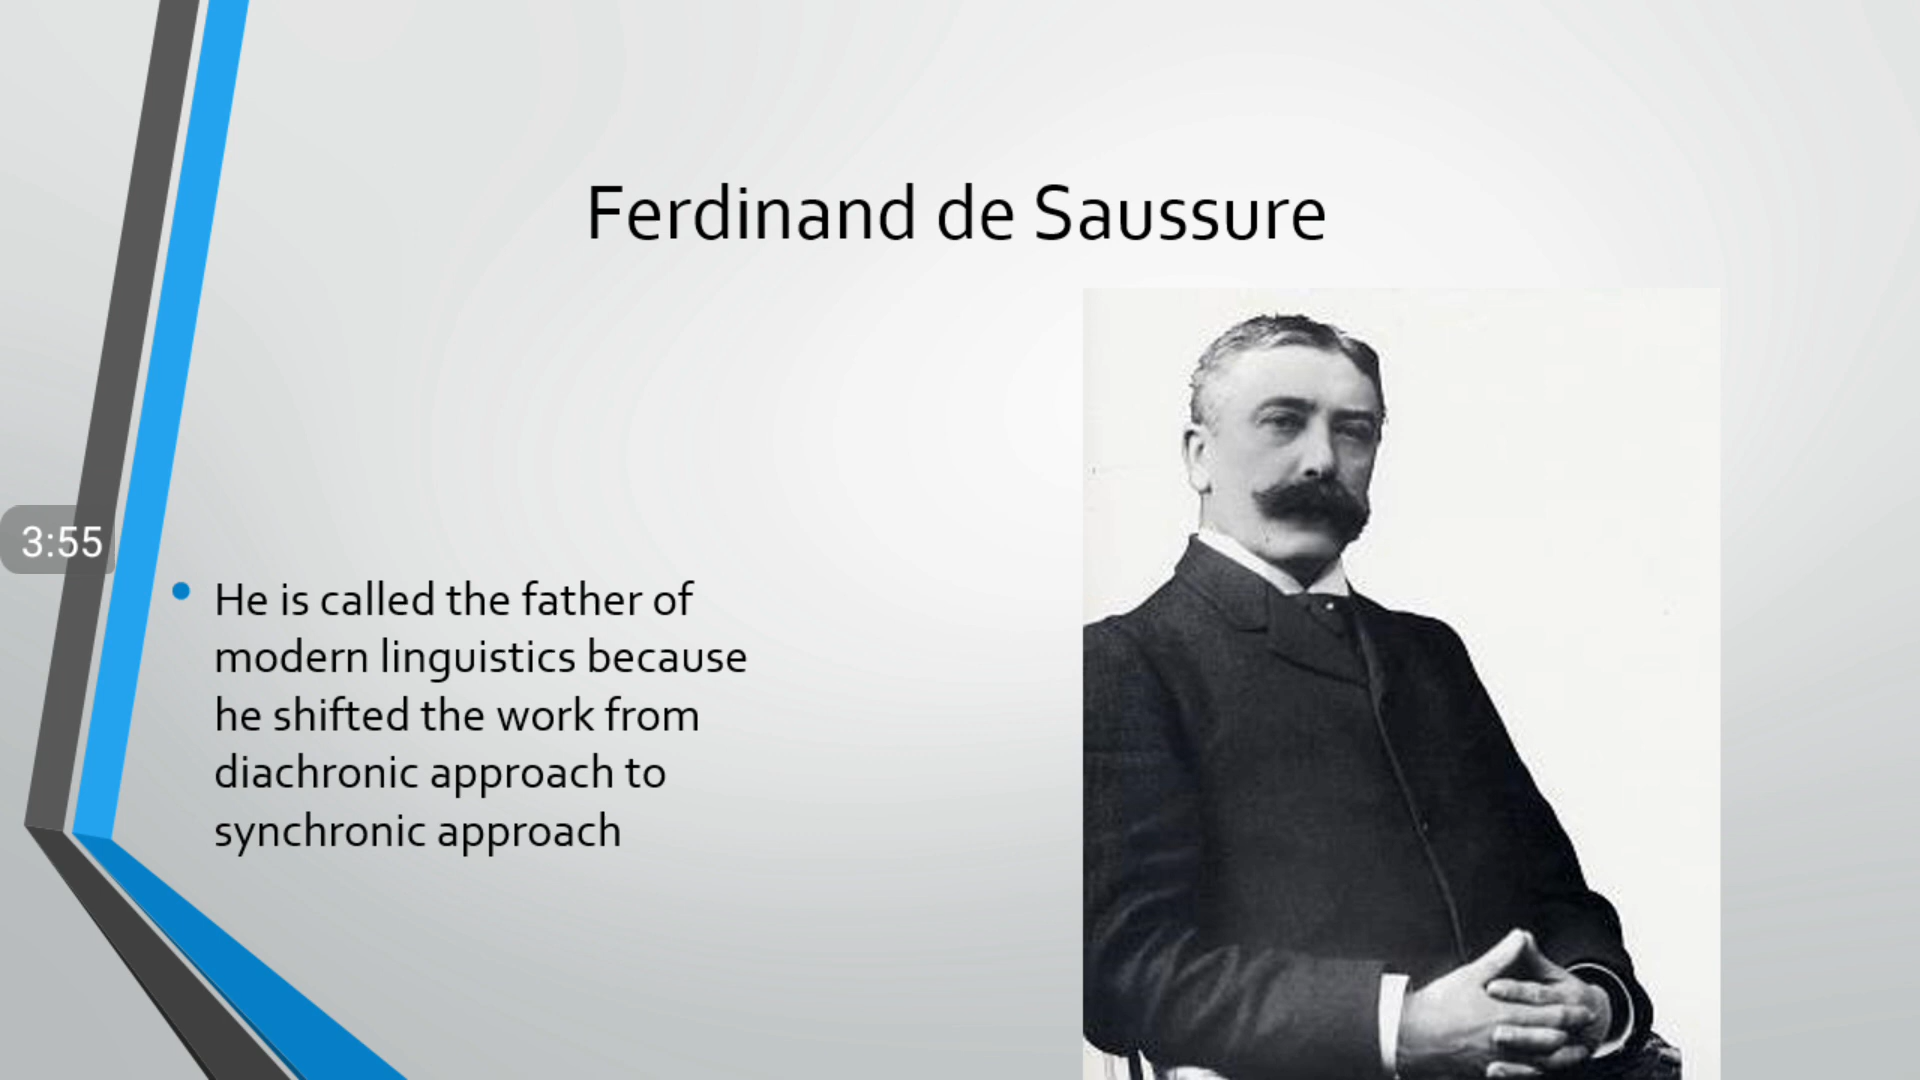 Ferdinand de Saussure
3:55
He is called the father of
modern linguistics because
he shifted the work from
diachronic approach to
synchronic approach